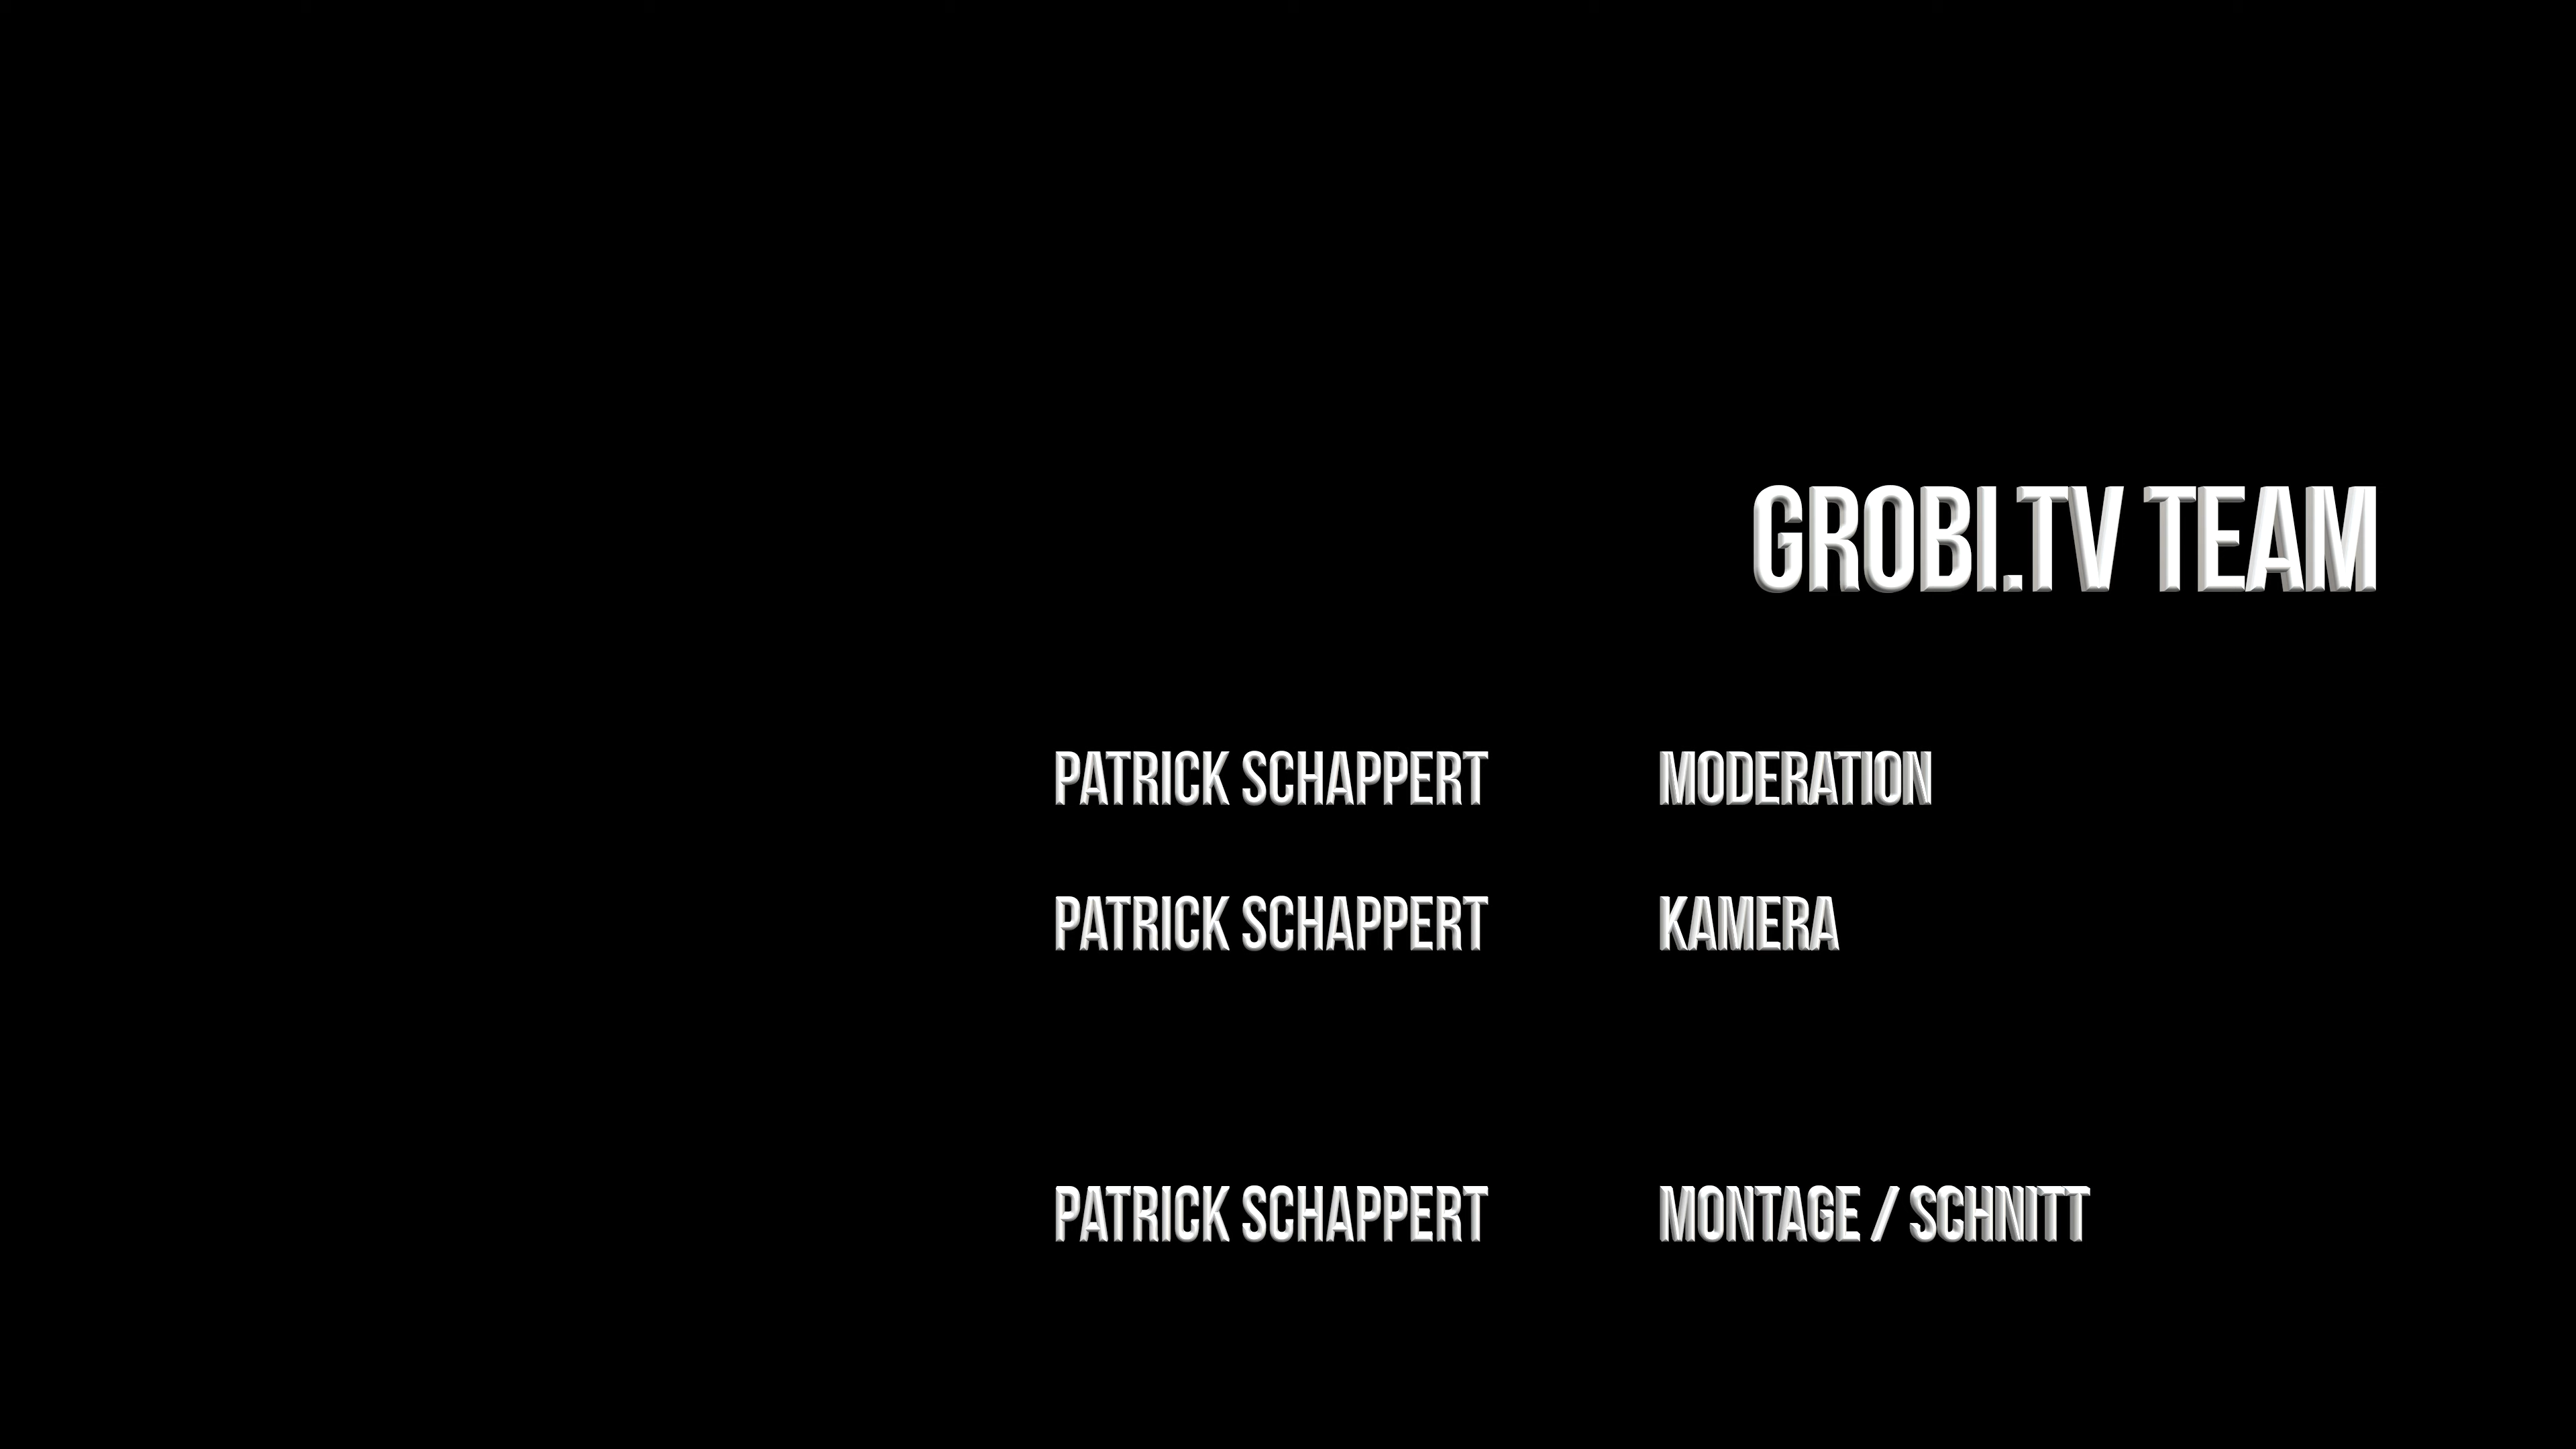 GROBI.TV TEAM
PATRICK SCHAPPERT MODERATION
PATRICK SCHAPPERT KAMERA
PATRICK SCHAPPERT MONTAGE / SCHNITT